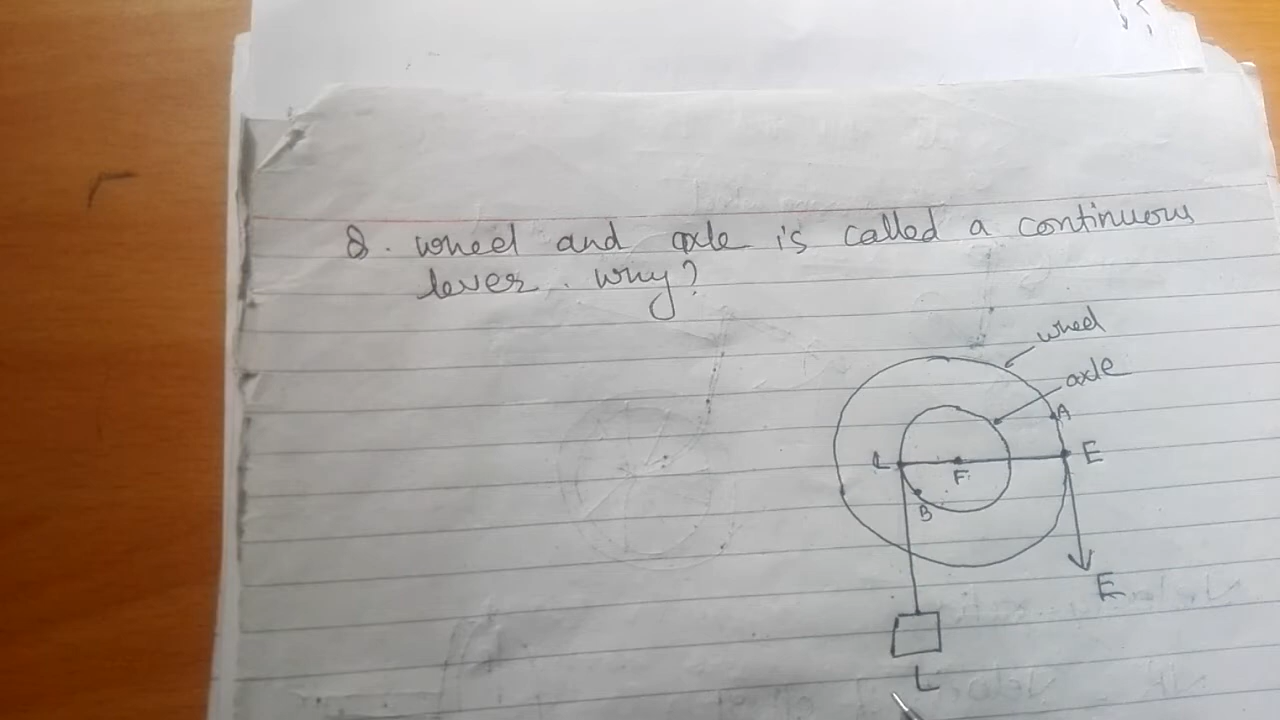 Q. wheel and axle is called a continuous
lever. why?
wheel
axle
A
L
F
E
B
E
L